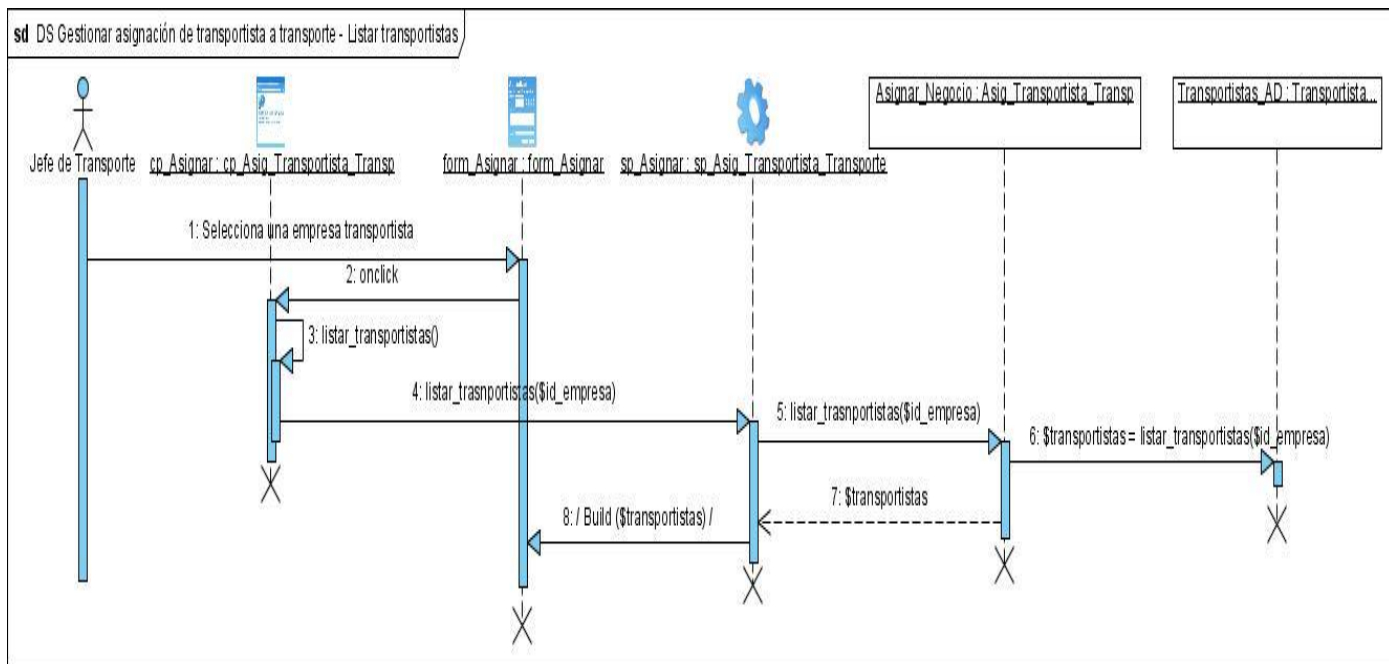 sd DS Gestionar asignación de transportista a transporte - Listar transportistas
Jefe de Transporte
cp_Asignar : cp_Asig_Transportista_Transp
form_Asignar : form_Asignar
sp_Asignar : sp_Asig_Transportista_Transporte
Asignar_Negocio : Asig_Transportista_Transp
Transportistas_AD : Transportista...
1: Selecciona una empresa transportista
2: onclick
3: listar_transportistas()
4: listar_trasnportistas($id_empresa)
5: listar_trasnportistas($id_empresa)
6: $transportistas = listar_transportistas($id_empresa)
7: $transportistas
8: / Build ($transportistas) /